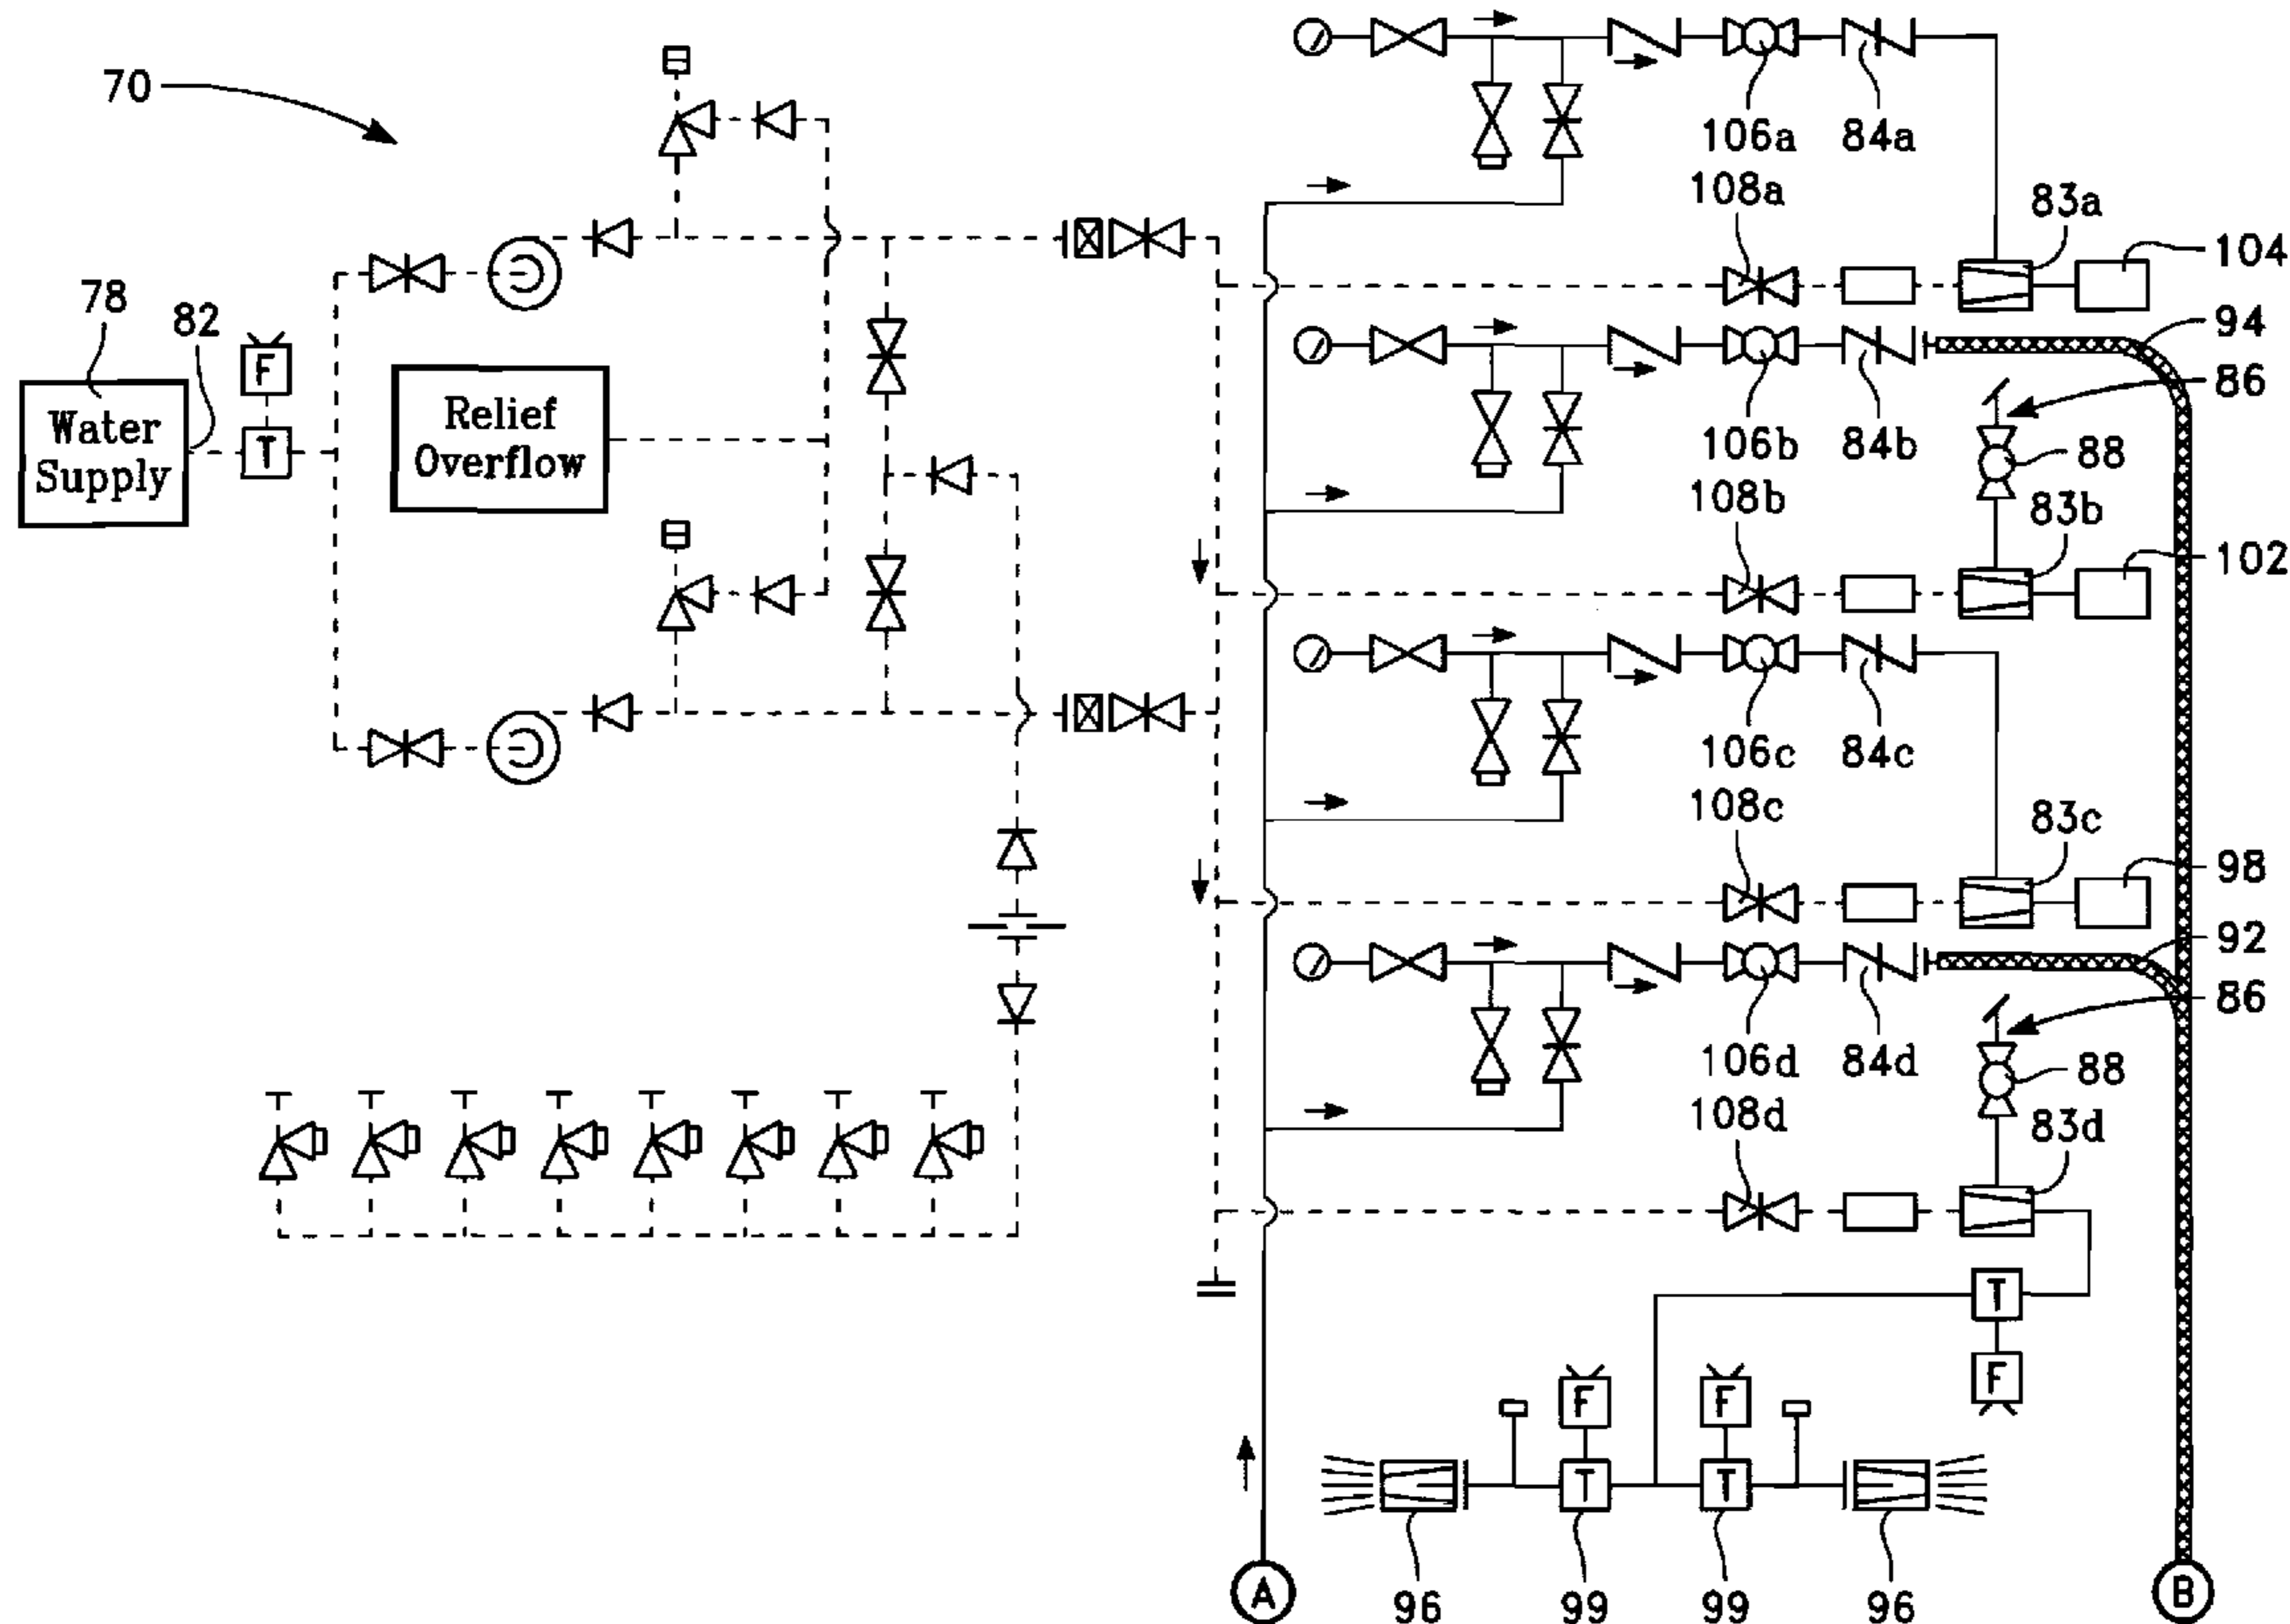 70
106a
84a
108a
83a
104
78
82
94
F
86
Water
Supply
T
Relief
Overflow
106b
84b
88
108b
83b
102
106c
84c
108c
83c
98
92
86
106d
84d
88
108d
83d
T
F
F
F
T
T
A
96
99
99
96
B